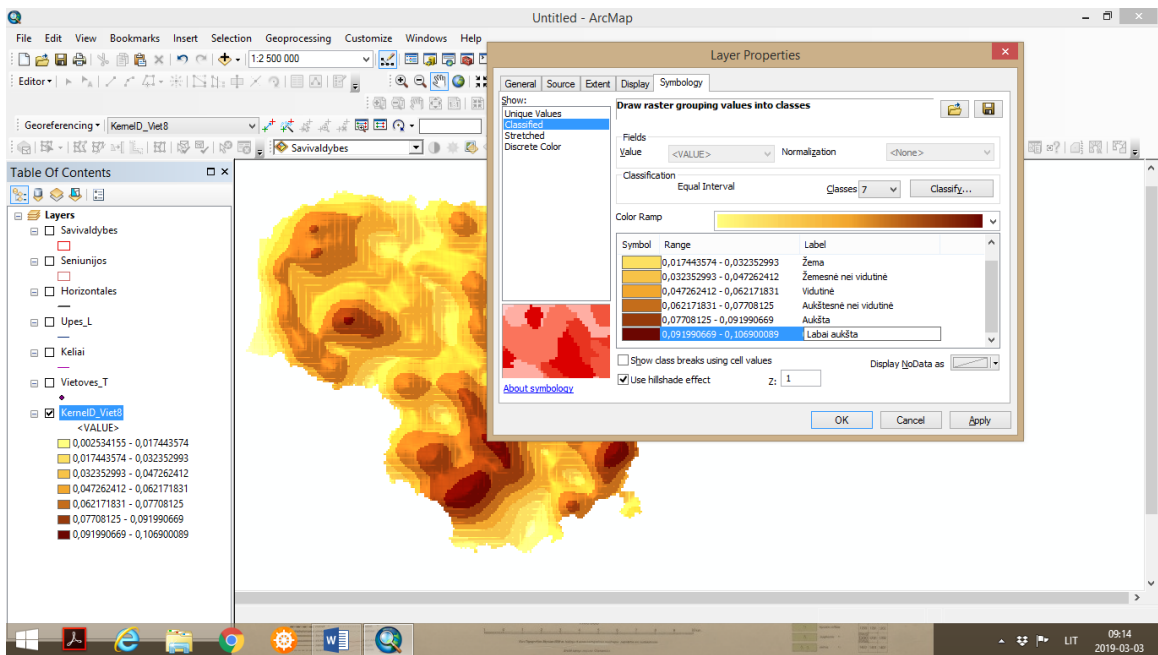 Untitled - ArcMap
File Edit View Bookmarks Insert Selection Geoprocessing Customize Windows Help
1:2 500 000
Editor
Georeferencing KernelD_Viet8
Savivaldybes
Table Of Contents
Layers
Savivaldybes
Seniunijos
Horizontales
Upes_L
Keliai
Vietoves_T
KernelD_Viet8
<VALUE>
0,002534155 - 0,017443574
0,017443574 - 0,032352993
0,032352993 - 0,047262412
0,047262412 - 0,062171831
0,062171831 - 0,07708125
0,07708125 - 0,091990669
0,091990669 - 0,106900089
Layer Properties
General Source Extent Display Symbology
Show:
Unique Values
Classified
Stretched
Discrete Color
About symbology
Draw raster grouping values into classes
Fields
Value <VALUE> Normalization <None>
Classification
Equal Interval Classes 7 Classify...
Color Ramp
Symbol Range Label
0,017443574 - 0,032352993 Žema
0,032352993 - 0,047262412 Žemesnė nei vidutinė
0,047262412 - 0,062171831 Vidutinė
0,062171831 - 0,07708125 Aukštesnė nei vidutinė
0,07708125 - 0,091990669 Aukšta
0,091990669 - 0,106900089 Labai aukšta
Show class breaks using cell values Display NoData as
Use hillshade effect Z: 1
OK Cancel Apply
LIT 09:14
2019-03-03